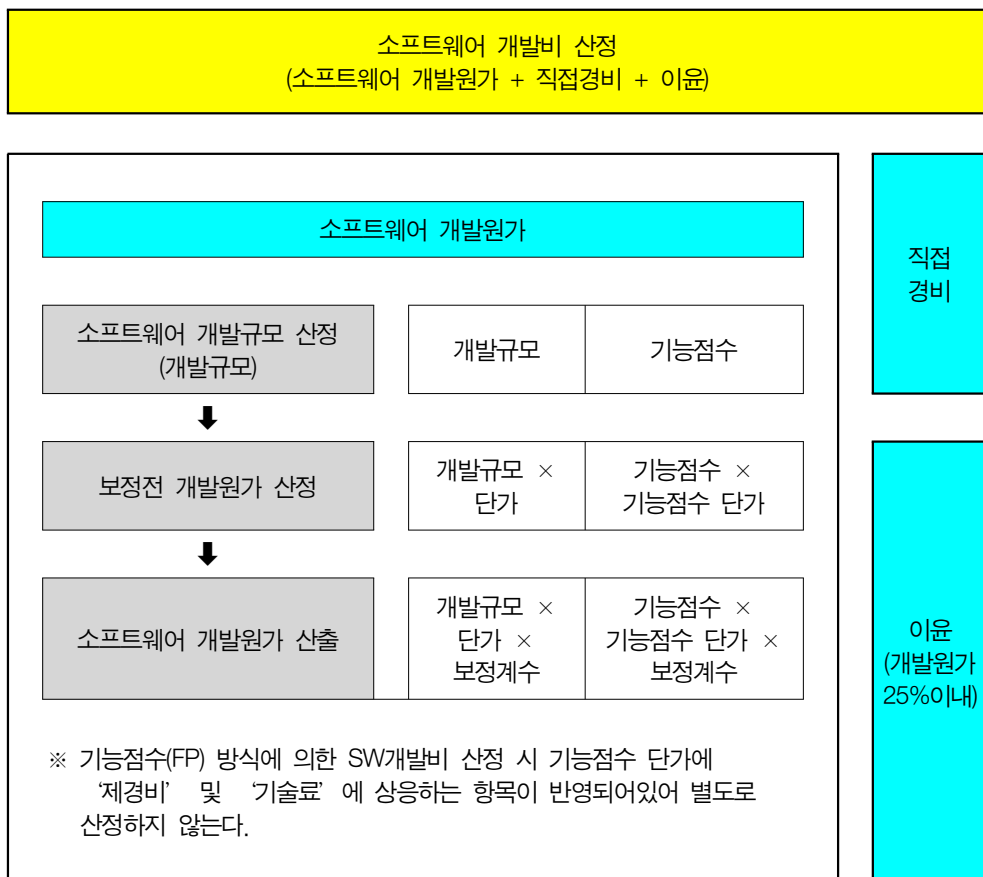 소프트웨어 개발비 산정
(소프트웨어 개발원가 + 직접경비 + 이윤)
소프트웨어 개발원가
소프트웨어 개발규모 산정
(개발규모)
개발규모
기능점수
보정전 개발원가 산정
개발규모 ×
단가
기능점수 ×
기능점수 단가
소프트웨어 개발원가 산출
개발규모 ×
단가 ×
보정계수
기능점수 ×
기능점수 단가 ×
보정계수
※ 기능점수(FP) 방식에 의한 SW개발비 산정 시 기능점수 단가에
‘제경비’ 및 ‘기술료’에 상응하는 항목이 반영되어있어 별도로
산정하지 않는다.
직접
경비
이윤
(개발원가
25%이내)